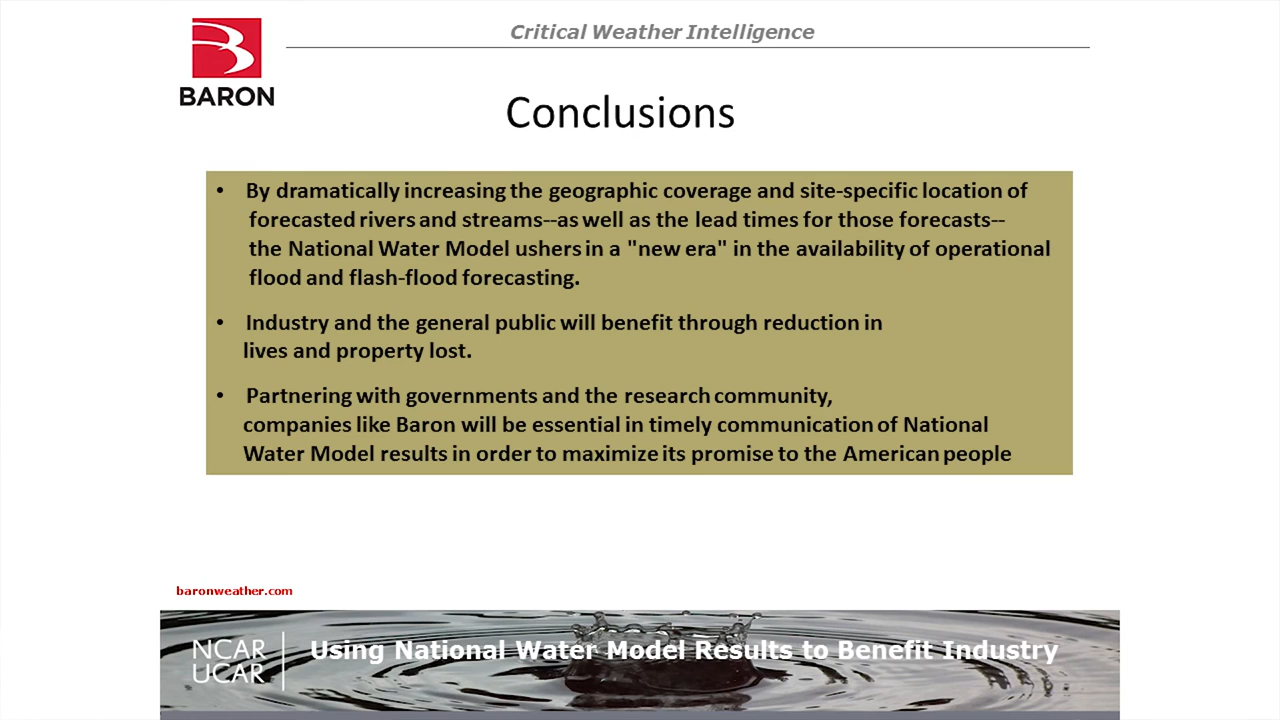 Critical Weather Intelligence
BARON
Conclusions
• By dramatically increasing the geographic coverage and site-specific location of
forecasted rivers and streams--as well as the lead times for those forecasts--
the National Water Model ushers in a "new era" in the availability of operational
flood and flash-flood forecasting.
• Industry and the general public will benefit through reduction in
lives and property lost.
• Partnering with governments and the research community,
companies like Baron will be essential in timely communication of National
Water Model results in order to maximize its promise to the American people
baronweather.com
NCAR
UCAR
Using National Water Model Results to Benefit Industry